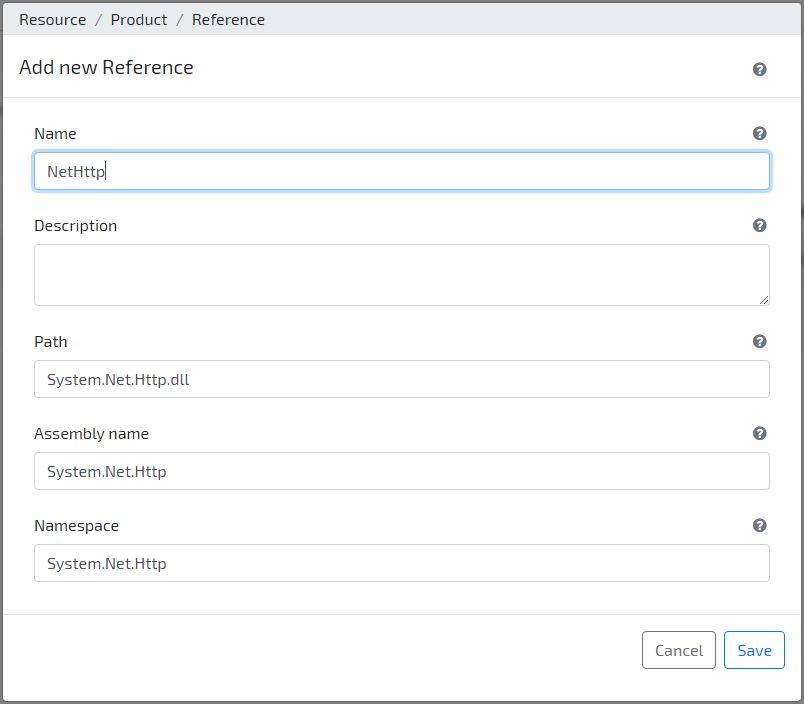 Resource / Product / Reference
Add new Reference
Name
NetHttp
Description
Path
System.Net.Http.dll
Assembly name
System.Net.Http
Namespace
System.Net.Http
Cancel Save